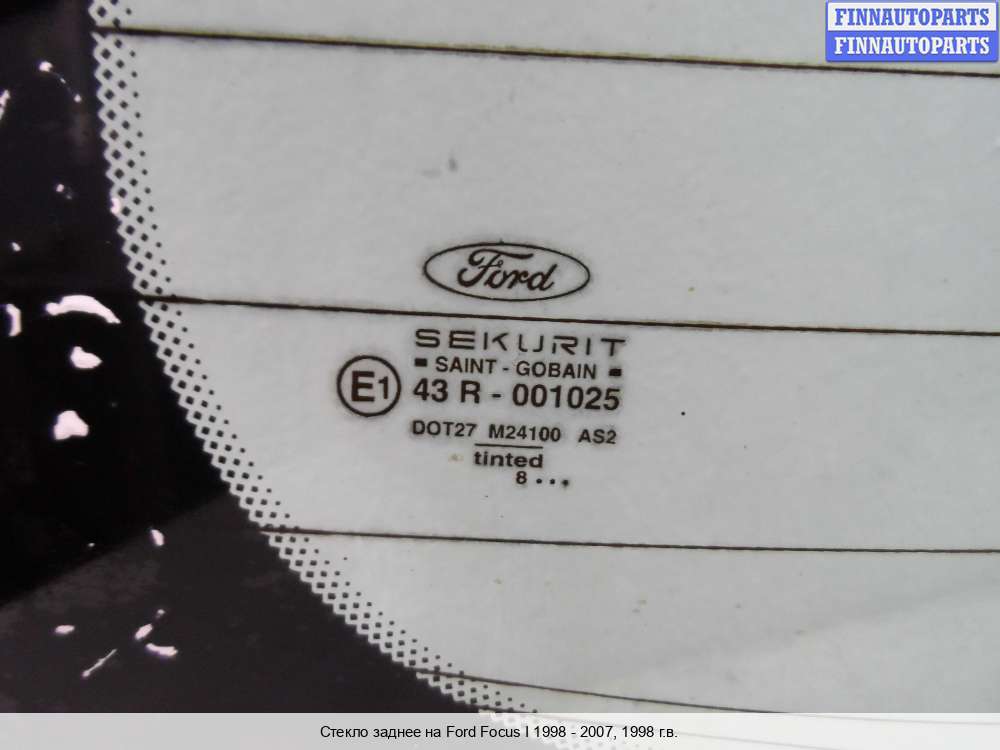 FINNAUTOPARTS
FINNAUTOPARTS
Ford
SEKURIT
SAINT - GOBAIN
E1 43 R - 001025
DOT27 M24100 AS2
tinted
8 ...
Стекло заднее на Ford Focus I 1998 - 2007, 1998 г.в.